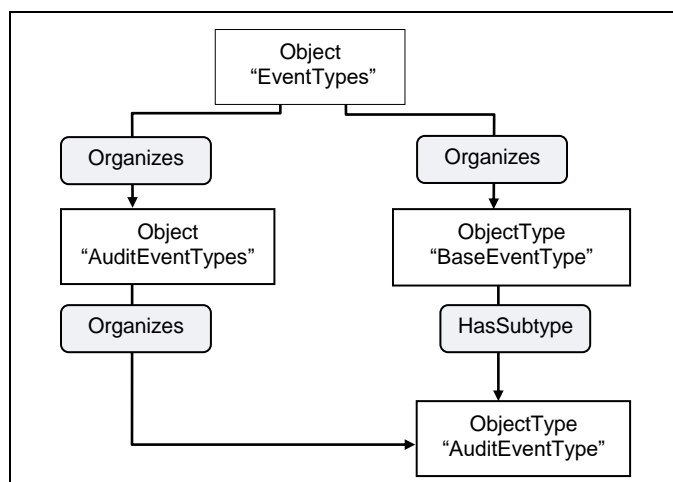 Object
“EventTypes”
Organizes
Organizes
Object
“AuditEventTypes”
ObjectType
“BaseEventType”
Organizes
HasSubtype
ObjectType
“AuditEventType”